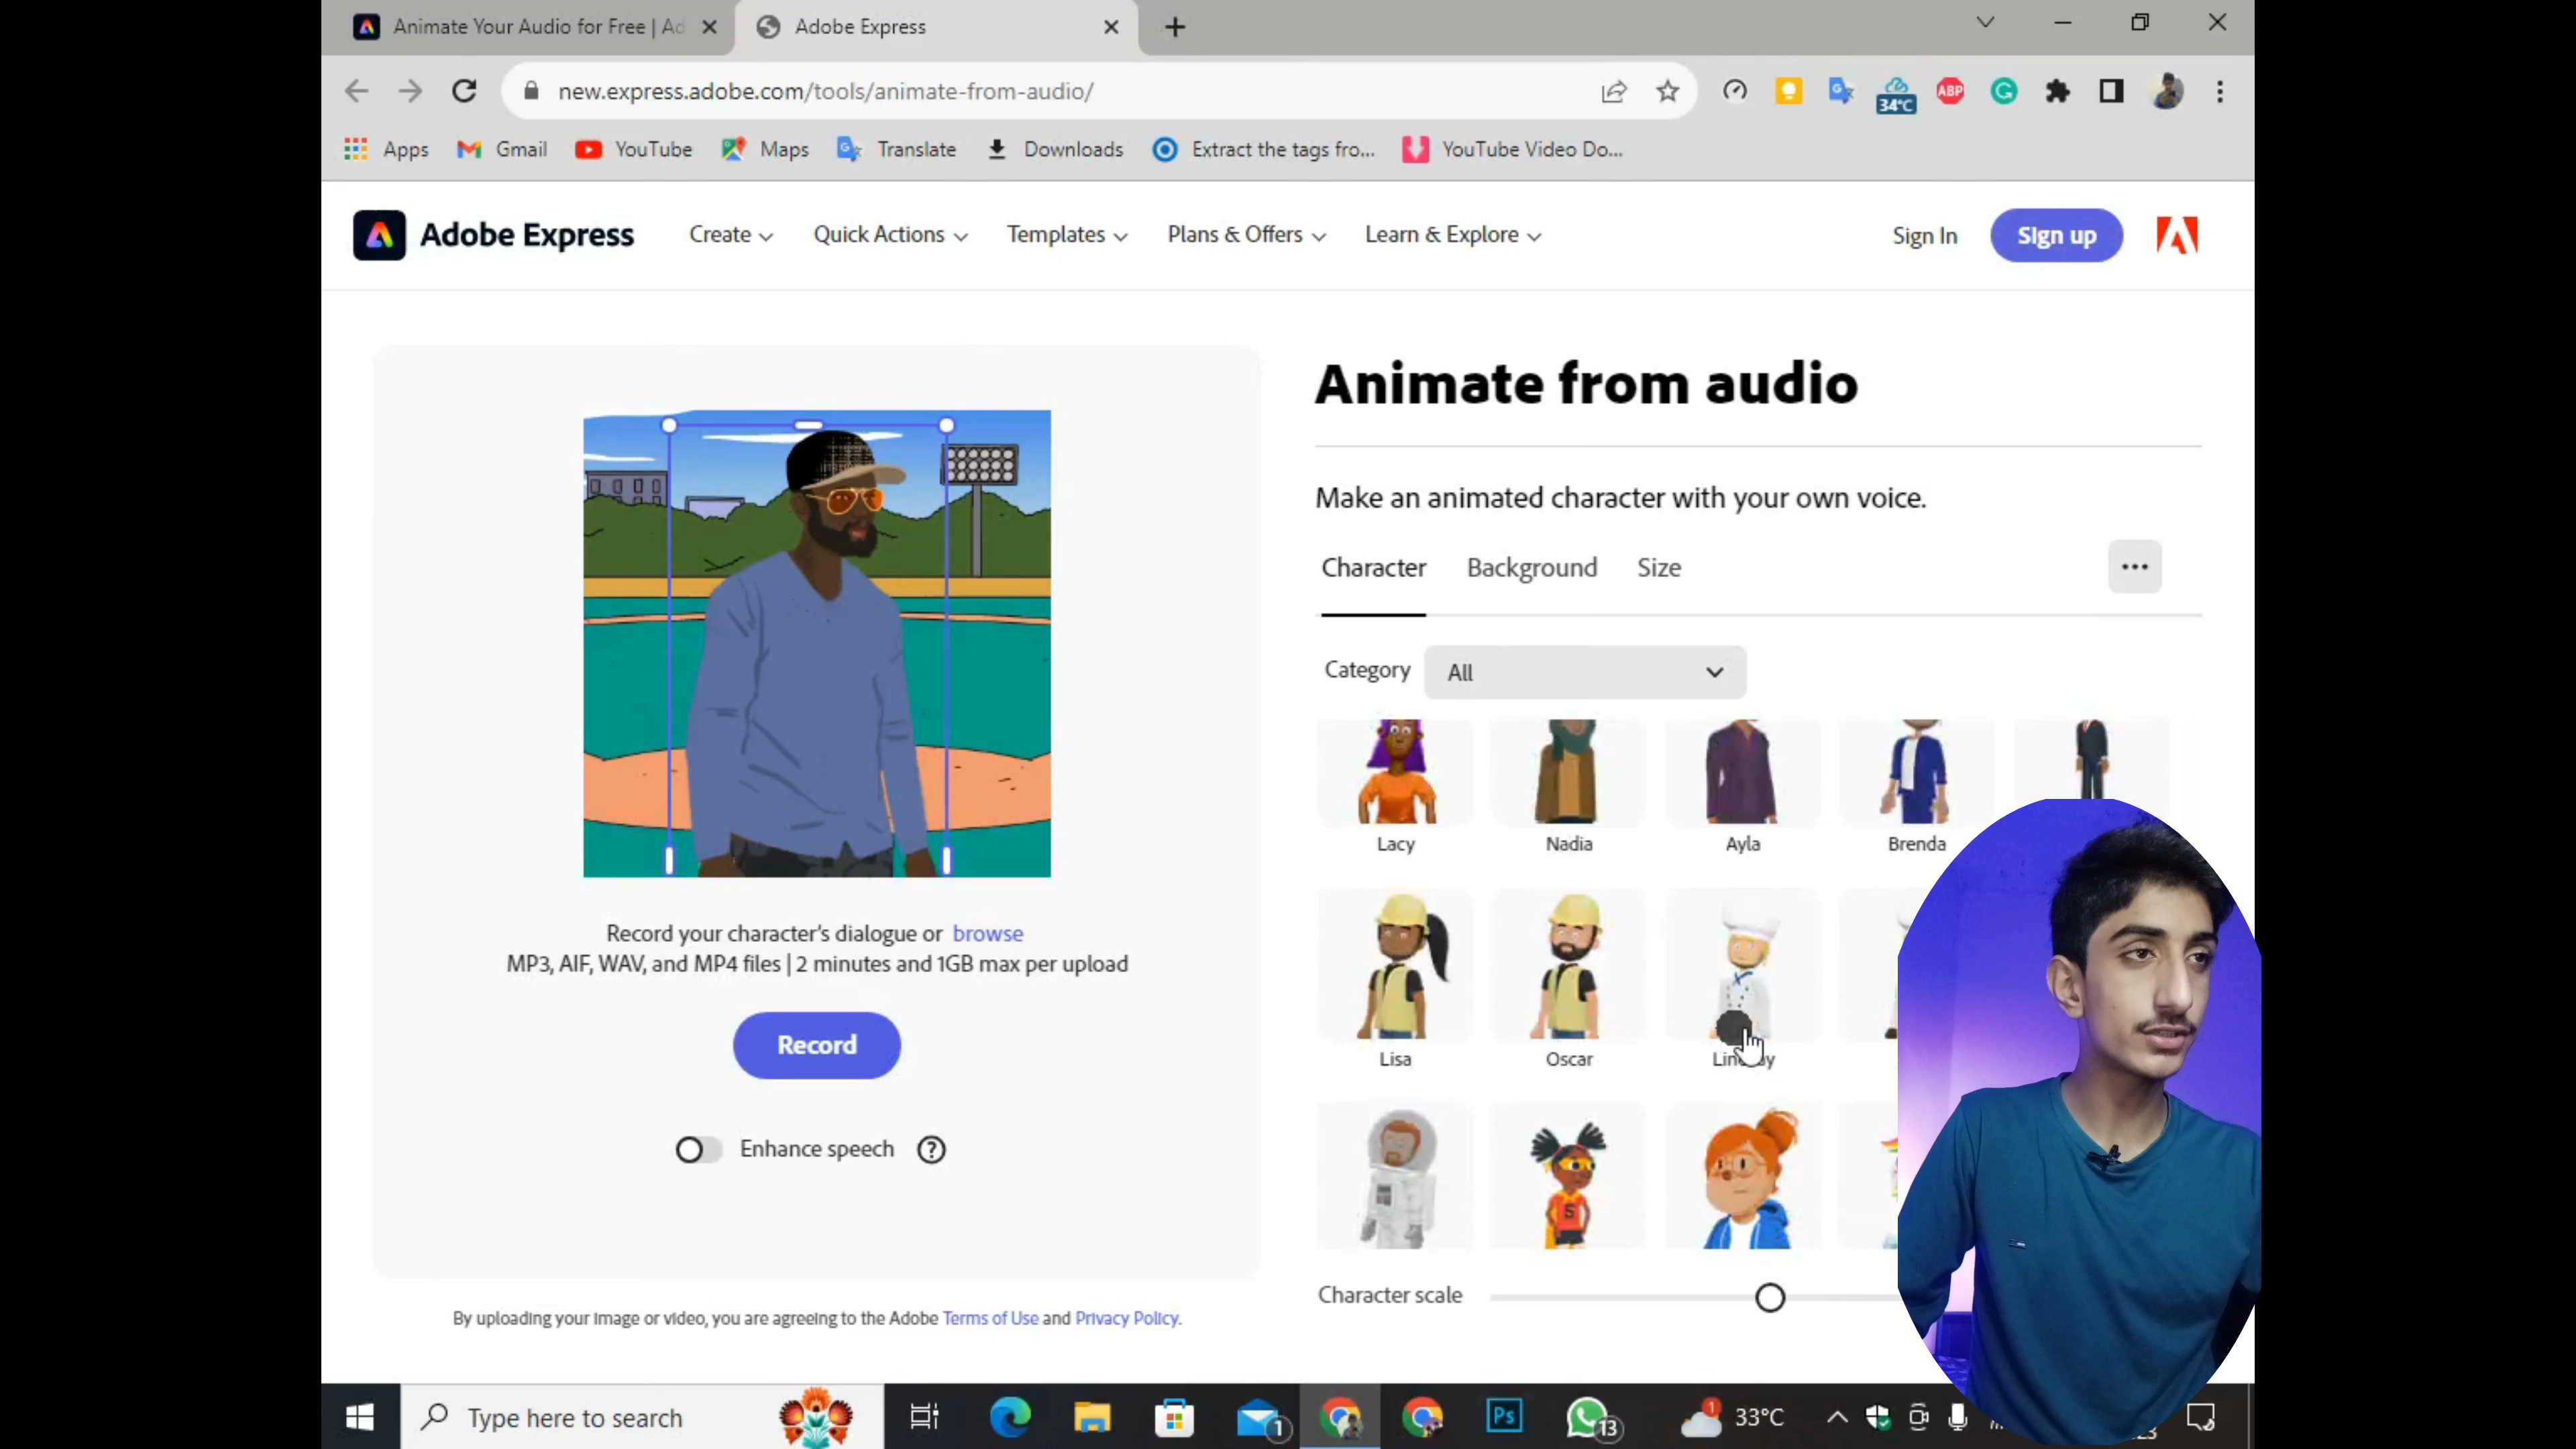 Animate Your Audio for Free | Ad
Adobe Express
new.express.adobe.com/tools/animate-from-audio/
34°C
ABP
Apps
Gmail
YouTube
Maps
Translate
Downloads
Extract the tags fro...
YouTube Video Do...
Adobe Express
Create
Quick Actions
Templates
Plans & Offers
Learn & Explore
Sign In
Sign up
Animate from audio
Make an animated character with your own voice.
Character
Background
Size
Category
All
Lacy
Nadia
Ayla
Brenda
Lisa
Oscar
Record your character's dialogue or browse
MP3, AIF, WAV, and MP4 files | 2 minutes and 1GB max per upload
Record
Enhance speech
Character scale
By uploading your image or video, you are agreeing to the Adobe Terms of Use and Privacy Policy.
Type here to search
1
Ps
13
1
33°C